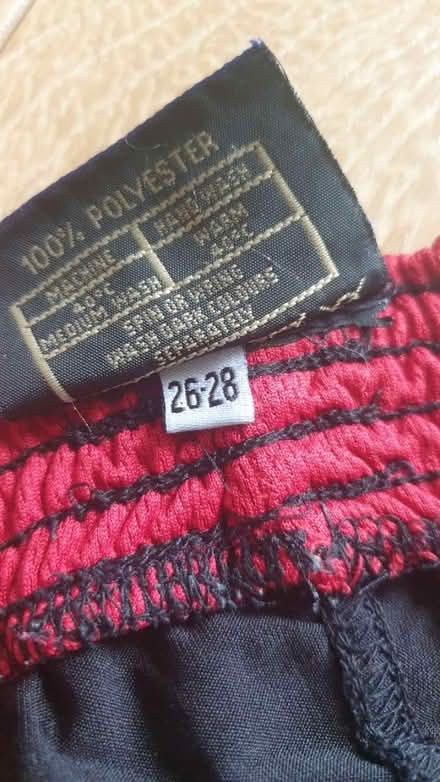 100% POLYESTER
MACHINE
40°C
MEDIUM WASH
HAND WASH
WARM
40°C
SPIN OR WRING
WASH DARK COLOURS
SEPARATELY
26-28